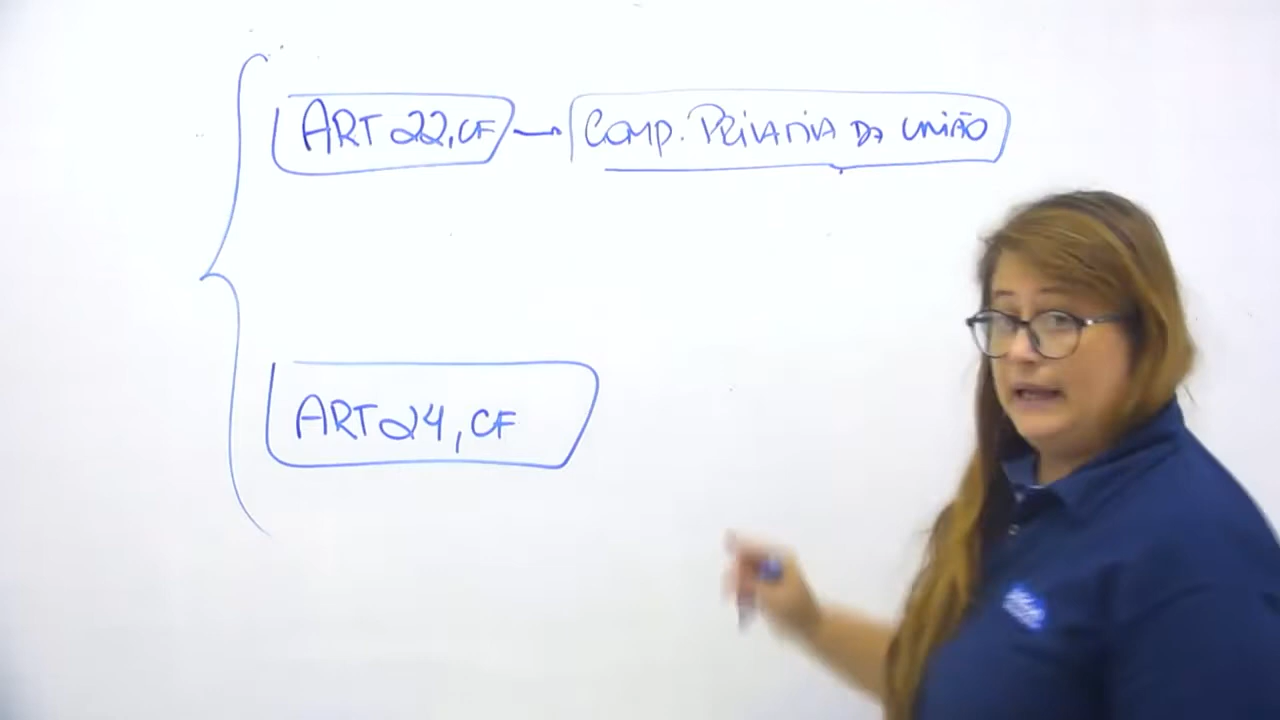 ART 22, CF → COMP. PRIVATIVA DA UNIÃO
ART 24, CF